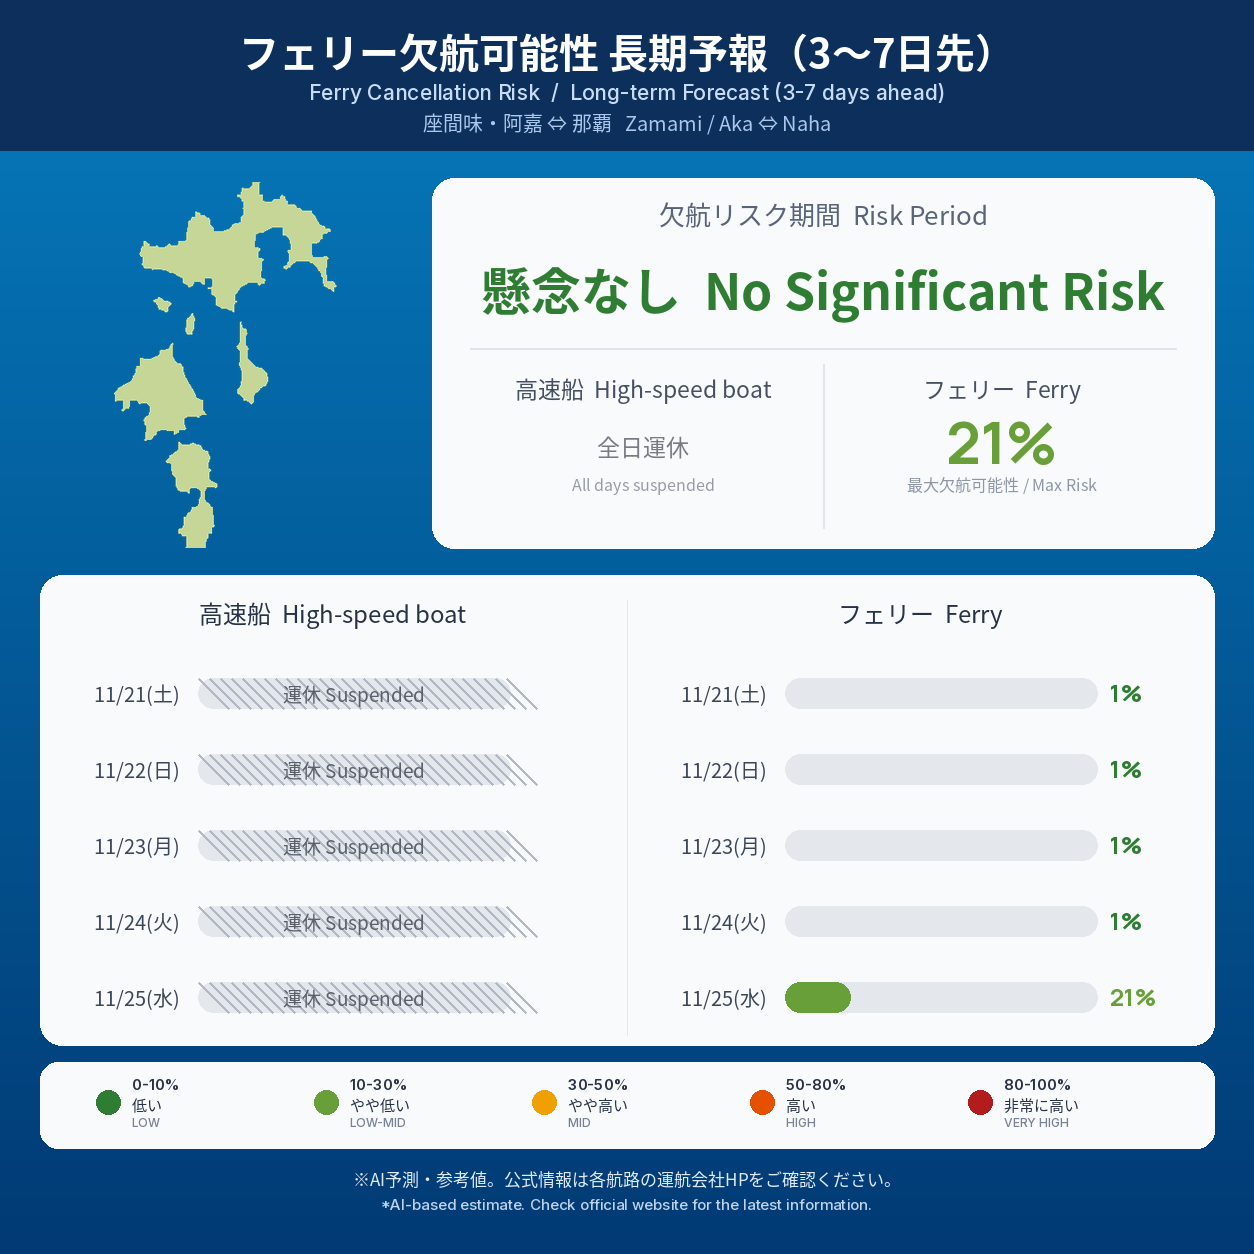 フェリー欠航可能性 長期予報（3〜7日先）
Ferry Cancellation Risk / Long-term Forecast (3-7 days ahead)
座間味・阿嘉 ⇔ 那覇 Zamami / Aka ⇔ Naha
欠航リスク期間 Risk Period
懸念なし No Significant Risk
高速船 High-speed boat
全日運休
All days suspended
フェリー Ferry
21%
最大欠航可能性 / Max Risk
高速船 High-speed boat
11/21(土) 運休 Suspended
11/22(日) 運休 Suspended
11/23(月) 運休 Suspended
11/24(火) 運休 Suspended
11/25(水) 運休 Suspended
フェリー Ferry
11/21(土) 1%
11/22(日) 1%
11/23(月) 1%
11/24(火) 1%
11/25(水) 21%
0-10%
低い
LOW
10-30%
やや低い
LOW-MID
30-50%
やや高い
MID
50-80%
高い
HIGH
80-100%
非常に高い
VERY HIGH
※AI予測・参考値。公式情報は各航路の運航会社HPをご確認ください。
*AI-based estimate. Check official website for the latest information.